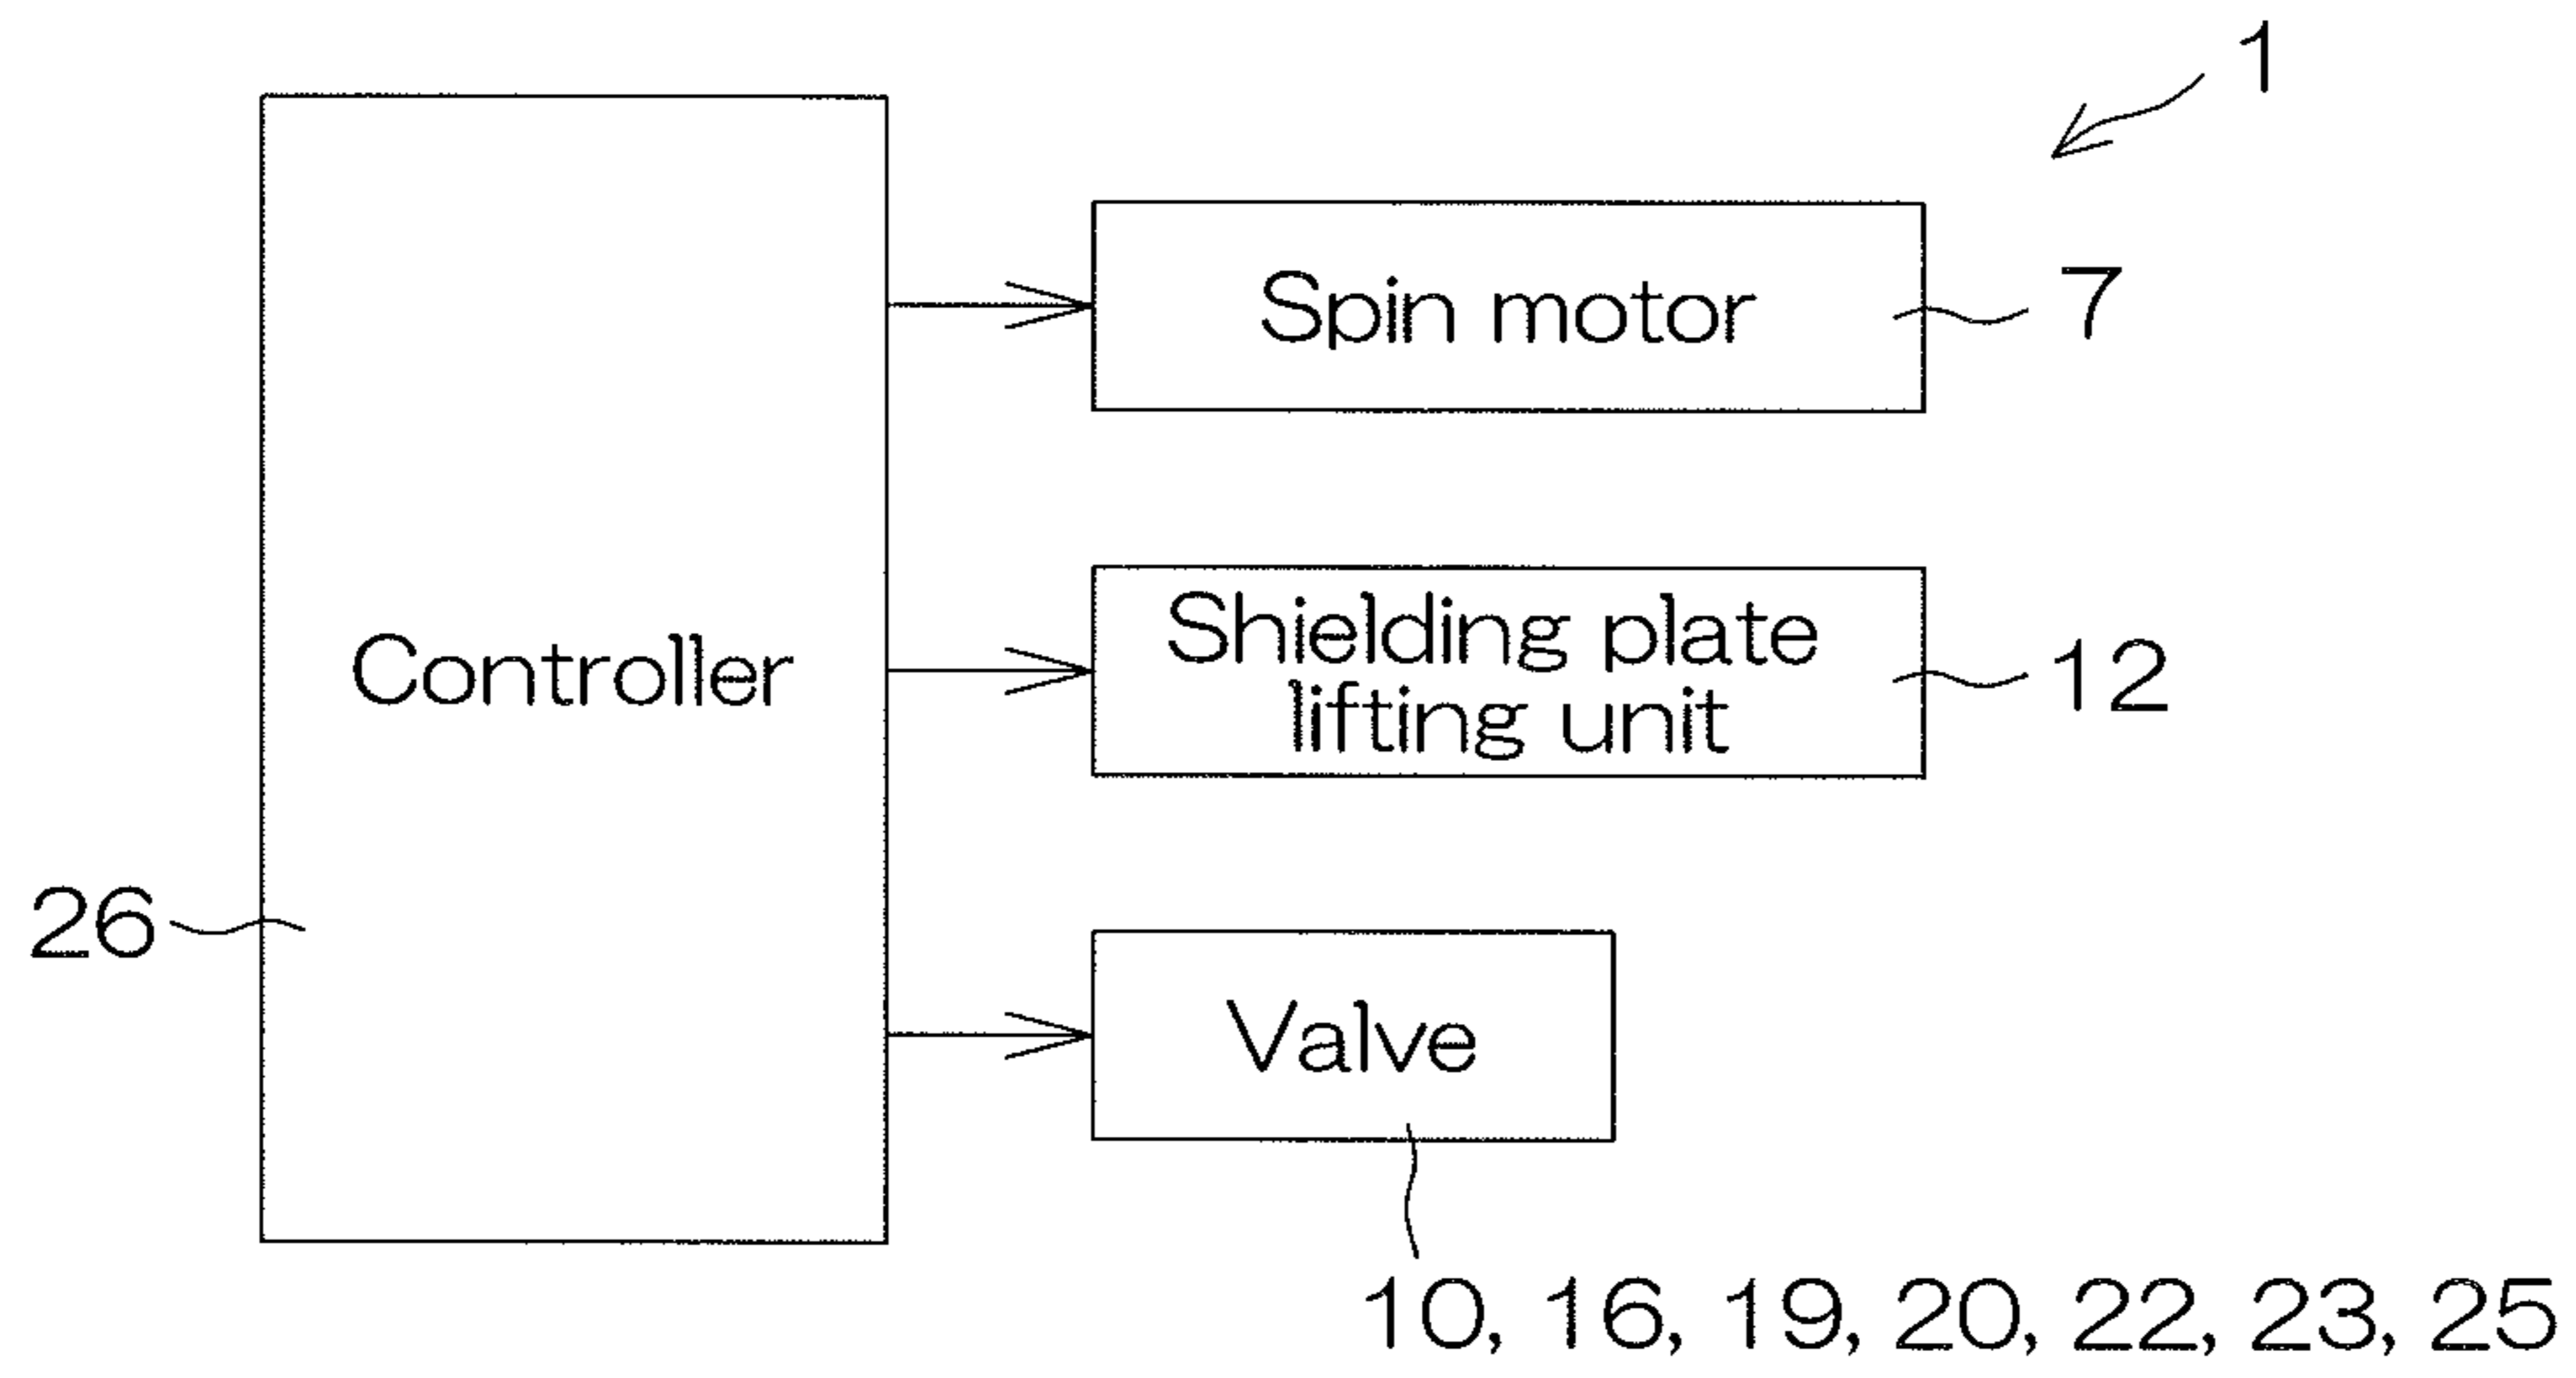 1
Spin motor
7
Controller
Shielding plate
lifting unit
12
26
Valve
10, 16, 19, 20, 22, 23, 25